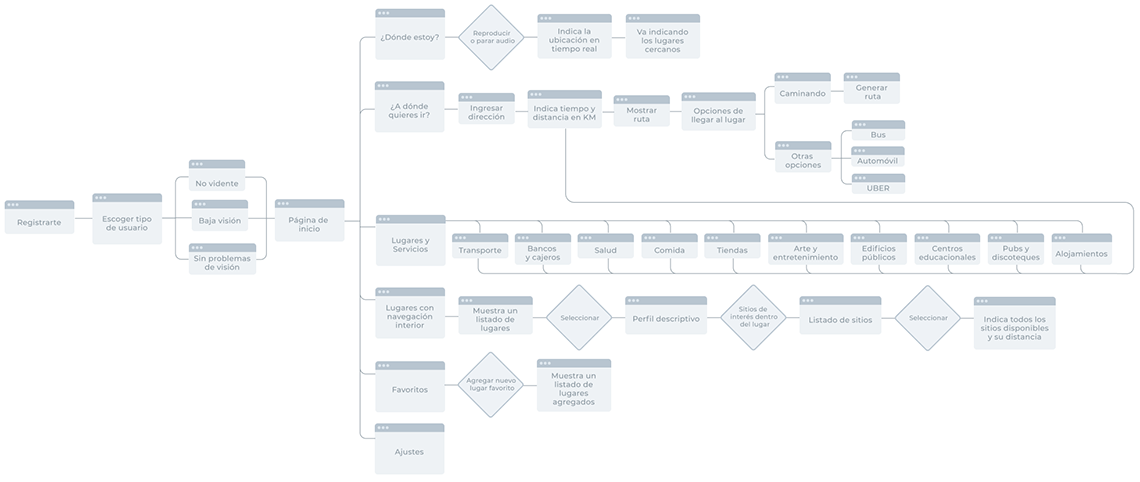 Registrarte
Escoger tipo
de usuario
No vidente
Baja visión
Sin problemas
de visión
Página de
inicio
¿Dónde estoy?
Reproducir
o parar audio
Indica la
ubicación en
tiempo real
Va indicando
los lugares
cercanos
¿A dónde
quieres ir?
Ingresar
dirección
Indica tiempo y
distancia en KM
Mostrar
ruta
Opciones de
llegar al lugar
Caminando
Generar
ruta
Otras
opciones
Bus
Automóvil
UBER
Lugares y
Servicios
Transporte
Bancos
y cajeros
Salud
Comida
Tiendas
Arte y
entretenimiento
Edificios
públicos
Centros
educacionales
Pubs y
discoteques
Alojamientos
Lugares con
navegación
interior
Muestra un
listado de
lugares
Seleccionar
Perfil descriptivo
Sitios de
interés dentro
del lugar
Listado de sitios
Seleccionar
Indica todos los
sitios disponibles
y su distancia
Favoritos
Agregar nuevo
lugar favorito
Muestra un
listado de
lugares
agregados
Ajustes